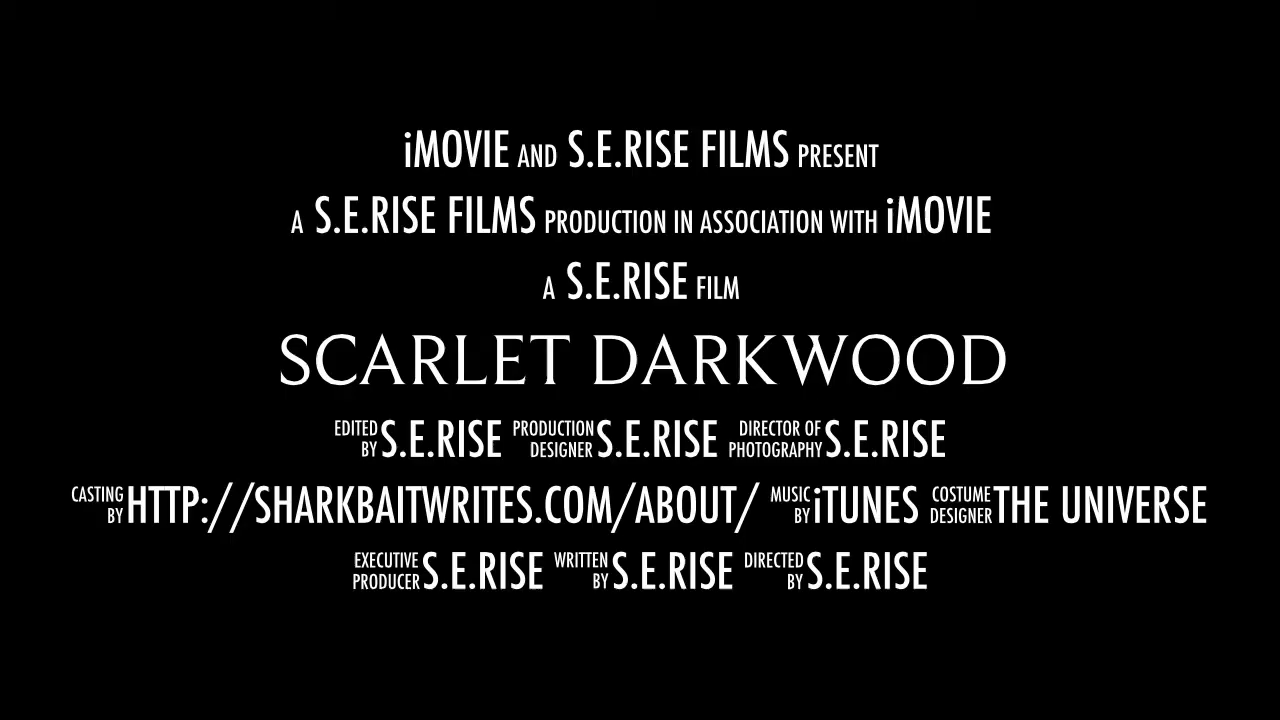 iMOVIE AND S.E.RISE FILMS PRESENT
A S.E.RISE FILMS PRODUCTION IN ASSOCIATION WITH iMOVIE
A S.E.RISE FILM
SCARLET DARKWOOD
EDITED BY S.E.RISE PRODUCTION DESIGNER S.E.RISE DIRECTOR OF PHOTOGRAPHY S.E.RISE
CASTING BY HTTP://SHARKBAITWRITES.COM/ABOUT/ MUSIC BY iTUNES COSTUME DESIGNER THE UNIVERSE
EXECUTIVE PRODUCER S.E.RISE WRITTEN BY S.E.RISE DIRECTED BY S.E.RISE